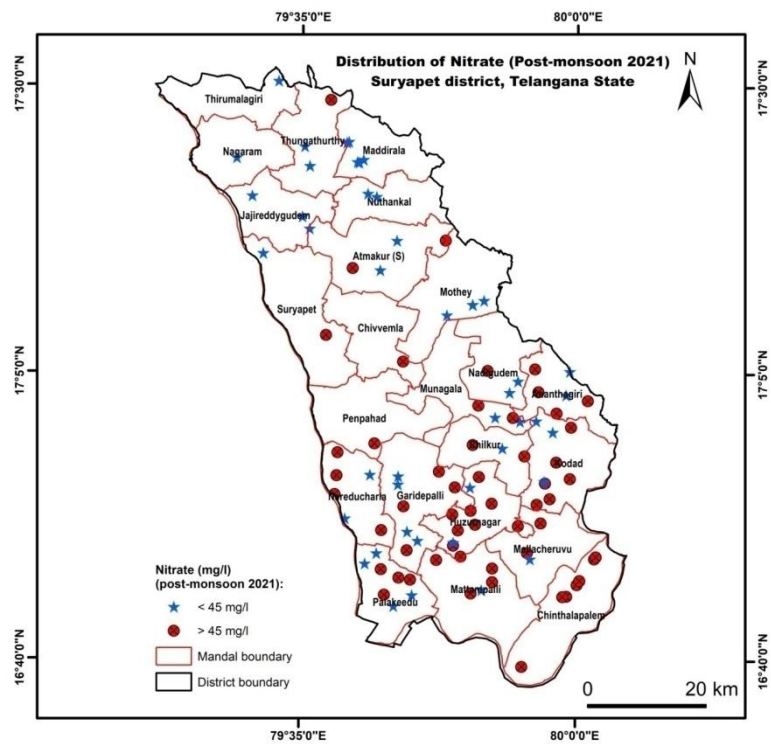 79°35'0"E
80°0'0"E
Distribution of Nitrate (Post-monsoon 2021)
Suryapet district, Telangana State
N
17°30'0"N
17°30'0"N
Thirumalagiri
Thungathurthy
Maddirala
Nagaram
Nuthankal
Jajireddygudem
Atmakur (S)
Mothey
Suryapet
Chivvemla
17°5'0"N
17°5'0"N
Nadigudem
Munagala
Ananthagiri
Penpahad
Chilkur
Kodad
Nereducharla
Garidepalli
Huzurnagar
Mellacheruvu
Nitrate (mg/l)
(post-monsoon 2021):
< 45 mg/l
> 45 mg/l
Mandal boundary
District boundary
Palakeedu
Mattampalli
Chinthalapalem
16°40'0"N
16°40'0"N
0 20 km
79°35'0"E
80°0'0"E